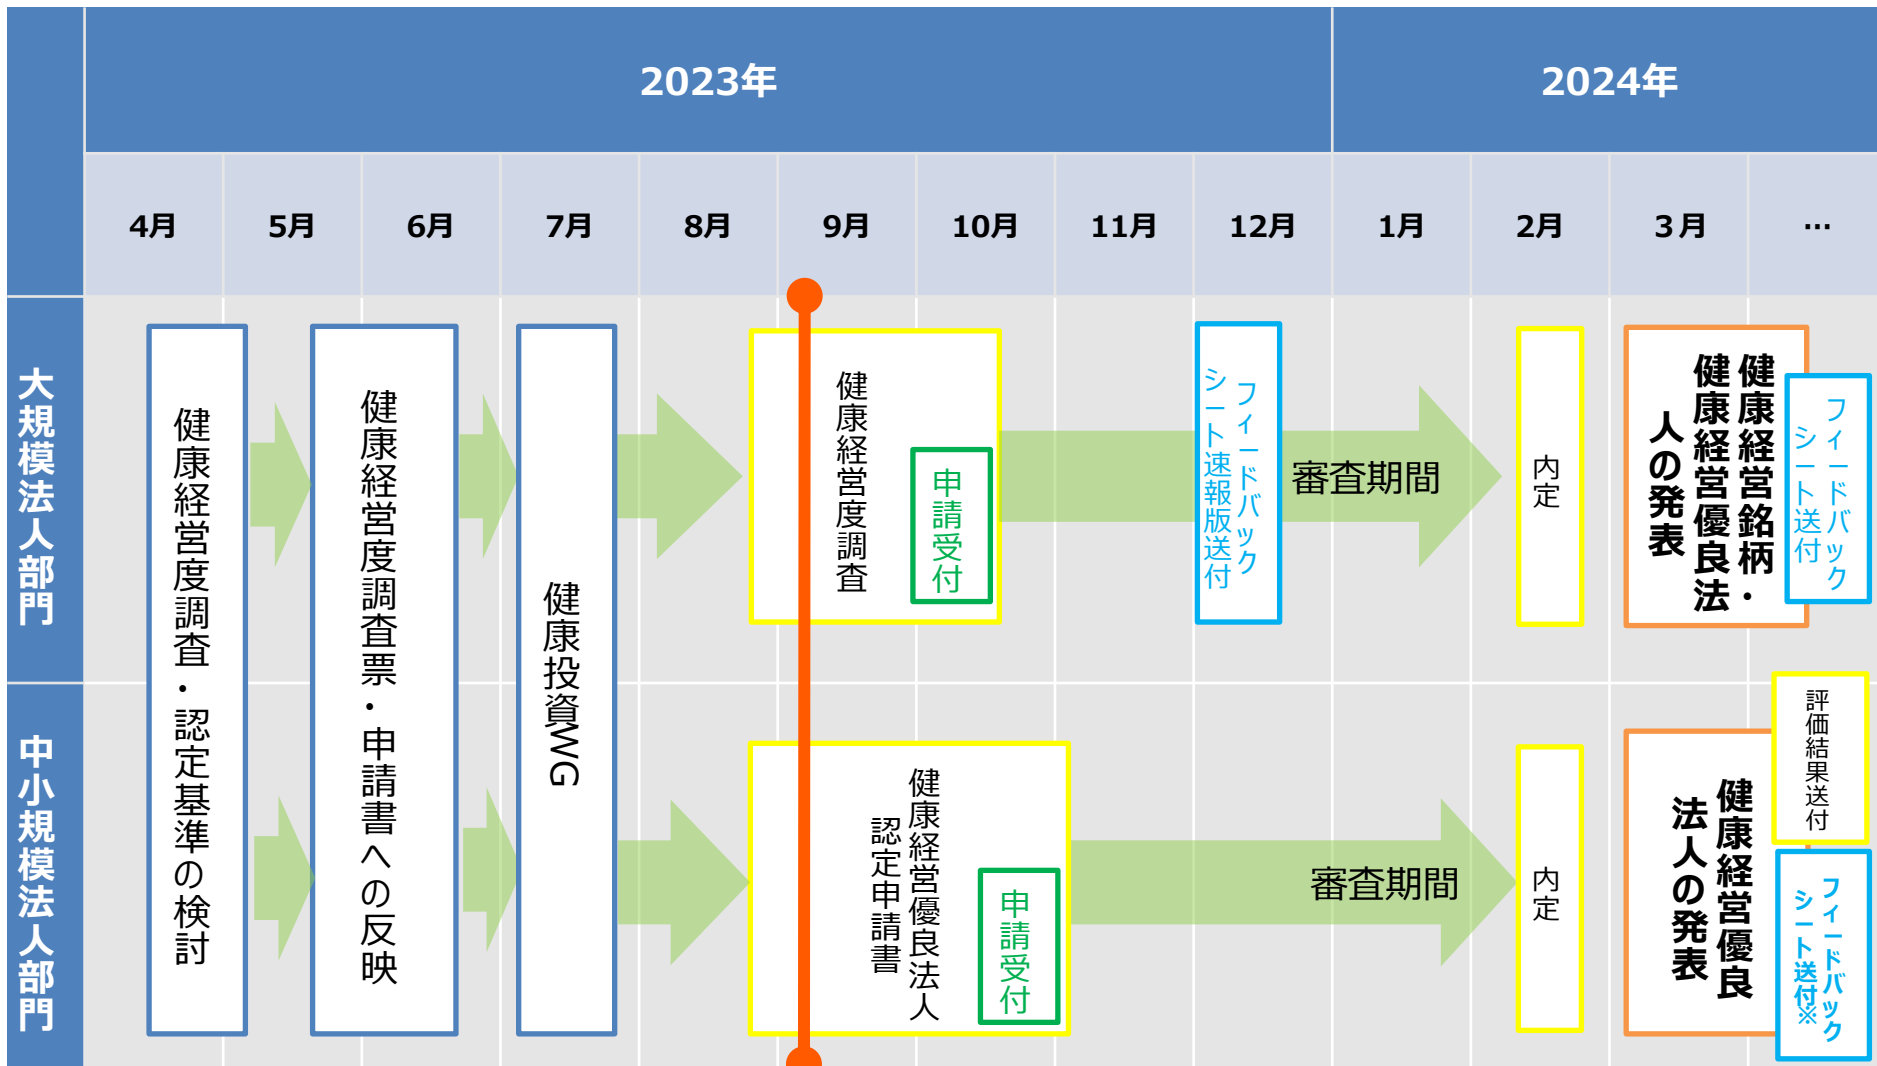 2023年
2024年
4月
5月
6月
7月
8月
9月
10月
11月
12月
1月
2月
3月
…
大規模法人部門
中小規模法人部門
健康経営度調査・認定基準の検討
健康経営度調査票・申請書への反映
健康投資WG
健康経営度調査
申請受付
フィードバック
シート速報版送付
審査期間
内定
健康経営銘柄・
健康経営優良法
人の発表
フィードバック
シート送付
健康経営優良法人
認定申請書
申請受付
審査期間
内定
健康経営優良
法人の発表
評価結果送付
フィードバック
シート送付※